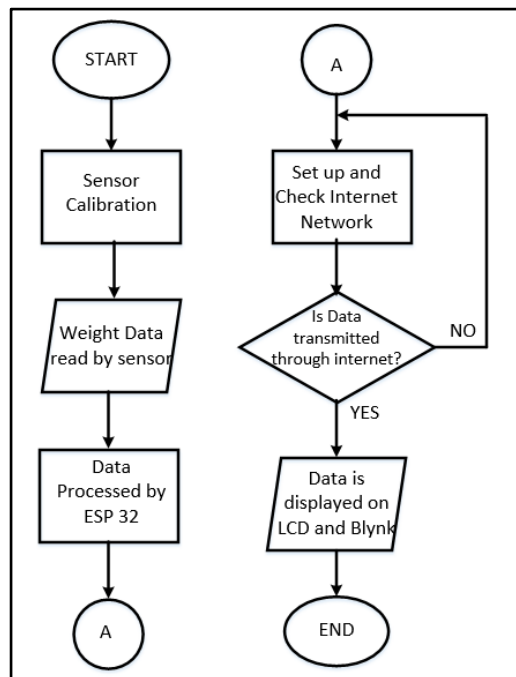 START
Sensor
Calibration
Weight Data
read by sensor
Data
Processed by
ESP 32
A
A
Set up and
Check Internet
Network
Is Data
transmitted
through internet?
NO
YES
Data is
displayed on
LCD and Blynk
END